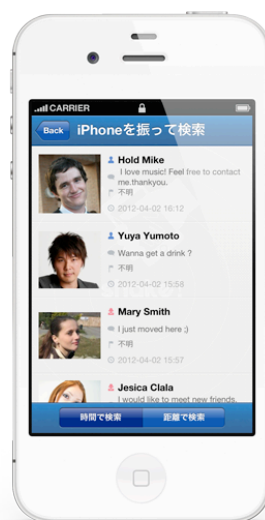 CARRIER
Back iPhoneを振って検索
Hold Mike
I love music! Feel free to contact
me.thankyou.
不明
2012-04-02 16:12
Yuya Yumoto
Wanna get a drink ?
不明
2012-04-02 15:58
Mary Smith
I just moved here ;)
不明
2012-04-02 15:57
Jesica Clala
I would like to meet new friends.
時間で検索 距離で検索